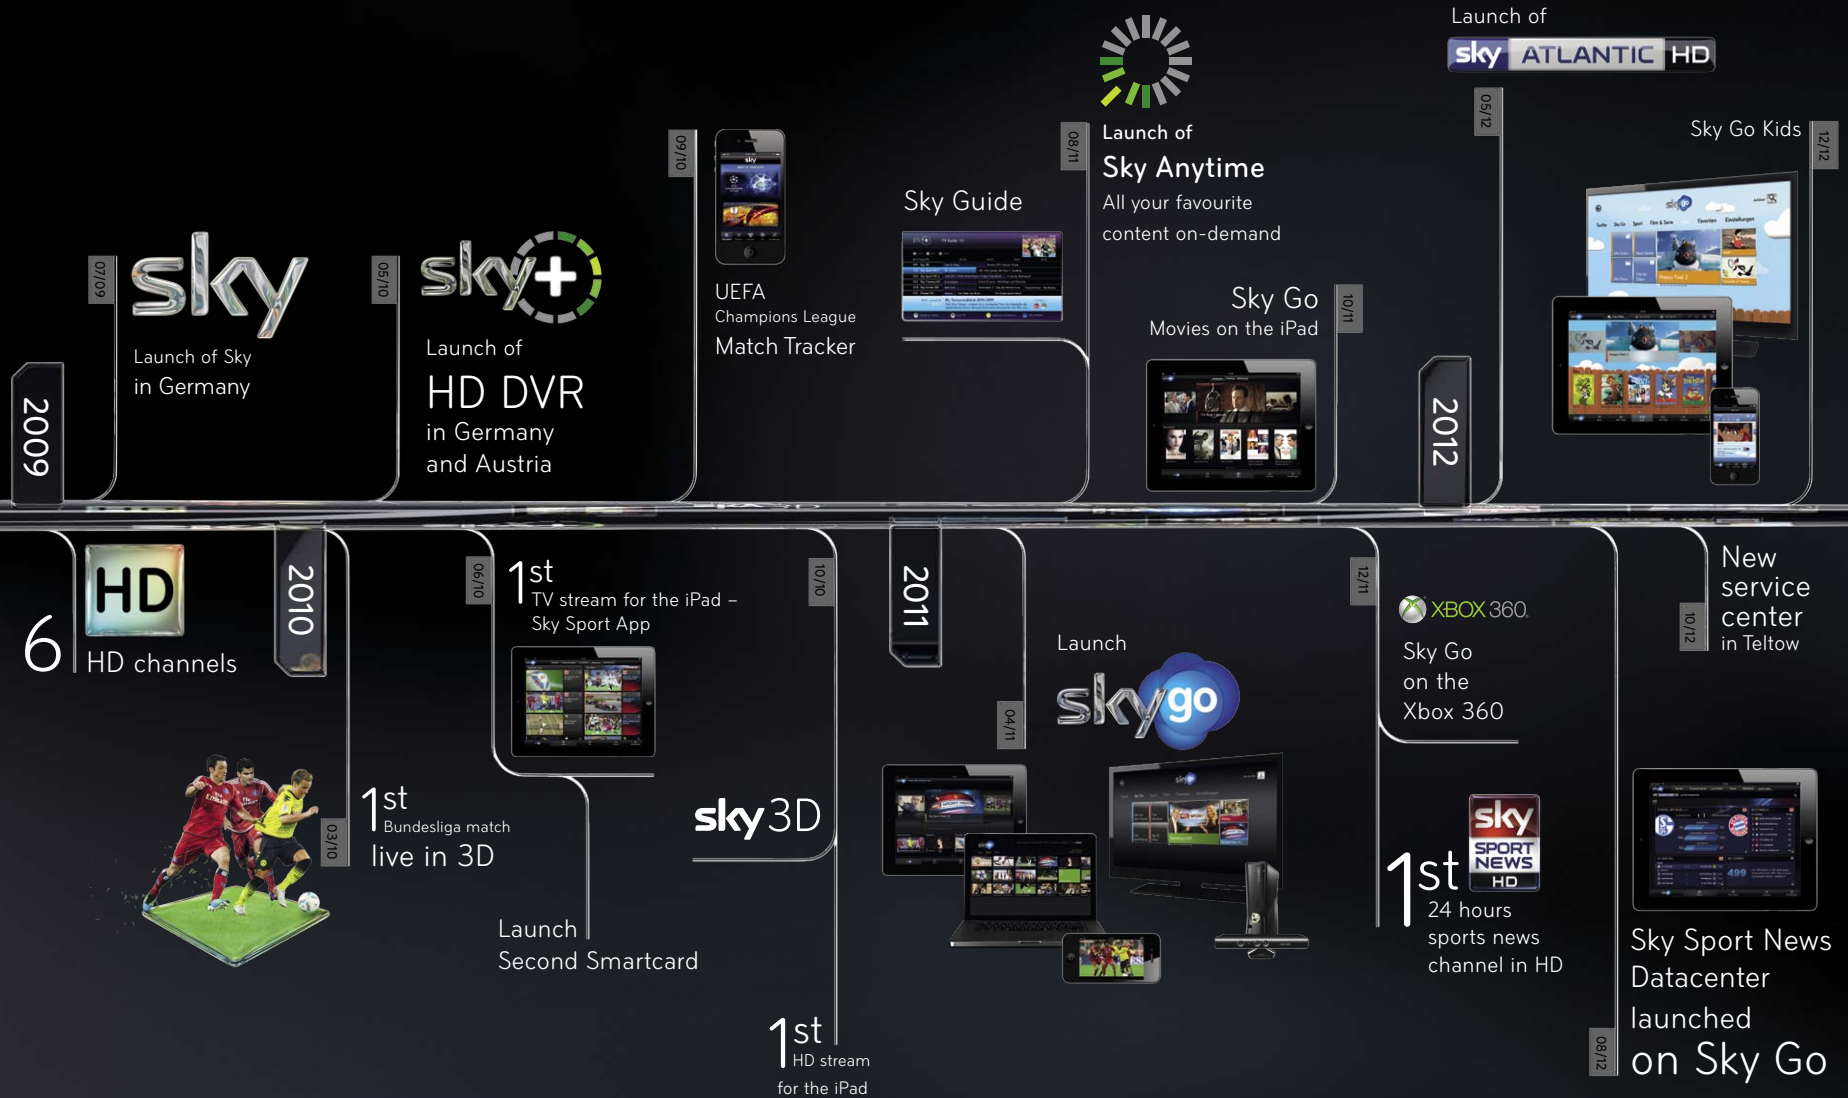 2009
07/09
sky
Launch of Sky
in Germany
05/10
sky+
Launch of
HD DVR
in Germany
and Austria
09/10
sky
UEFA
Champions League
Match Tracker
Sky Guide
08/11
Launch of
Sky Anytime
All your favourite
content on-demand
Sky Go
Movies on the iPad
10/11
2012
Launch of
sky ATLANTIC HD
05/12
Sky Go Kids
12/12
sky go
6
HD
HD channels
2010
1st
Bundesliga match
live in 3D
03/10
06/10
1st
TV stream for the iPad –
Sky Sport App
Launch
Second Smartcard
10/10
sky 3D
1st
HD stream
for the iPad
2011
04/11
Launch
sky go
12/11
XBOX 360.
Sky Go
on the
Xbox 360
1st
sky
SPORT
NEWS
HD
24 hours
sports news
channel in HD
08/12
Sky Sport News
Datacenter
launched
on Sky Go
499
10/12
New
service
center
in Teltow